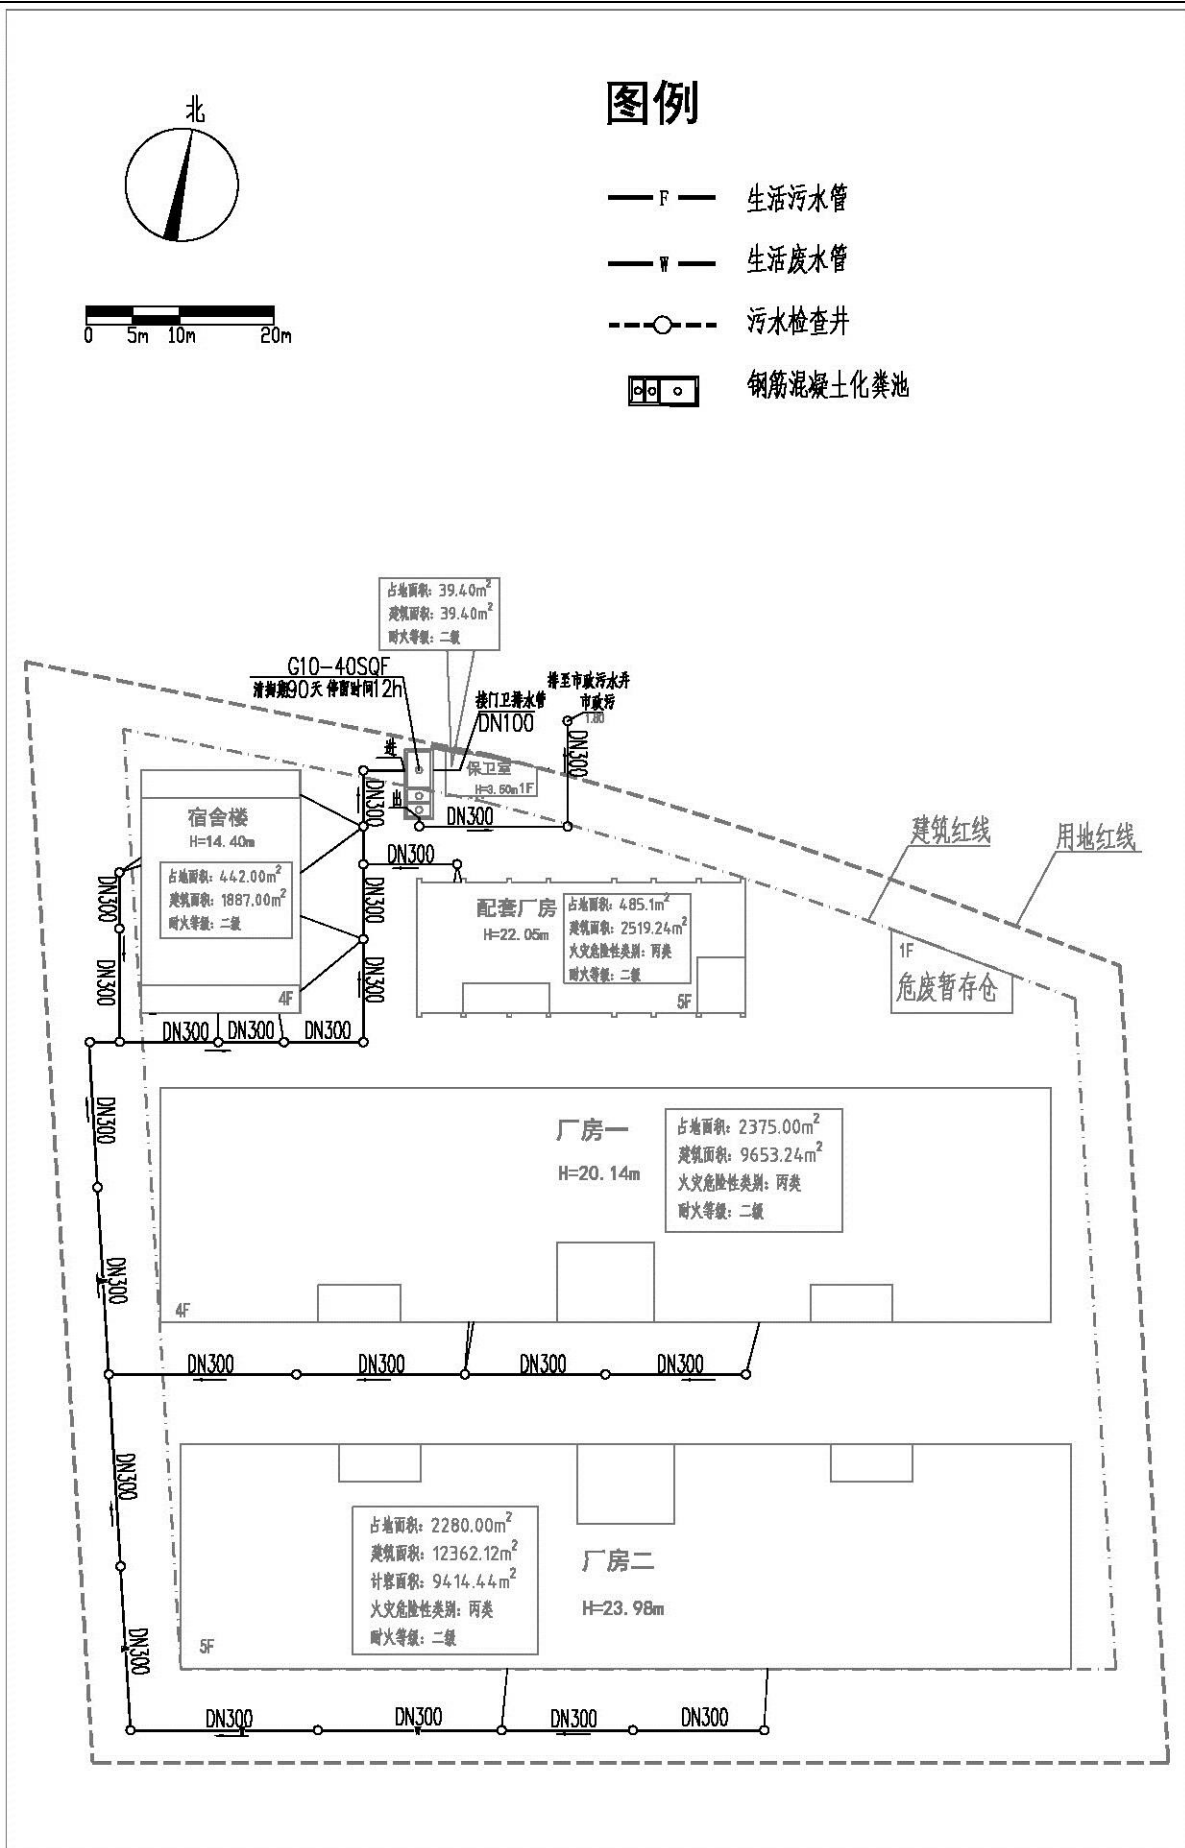 北
0 5m 10m 20m
图例
F 生活污水管
W 生活废水管
污水检查井
钢筋混凝土化粪池
占地面积: 39.40m²
建筑面积: 39.40m²
耐火等级: 二级
G10-40SQF
清掏期90天 停留时间12h
接门卫排水管
DN100
排至市政污水井
市政污
1.80
DN300
进
出
保卫室
H=3.60m 1F
DN300
DN300
宿舍楼
H=14.40m
占地面积: 442.00m²
建筑面积: 1887.00m²
耐火等级: 二级
4F
DN300
DN300
DN300
DN300
DN300
配套厂房
H=22.05m
占地面积: 485.1m²
建筑面积: 2519.24m²
火灾危险性类别: 丙类
耐火等级: 二级
5F
建筑红线
用地红线
1F
危废暂存仓
DN300 DN300 DN300
DN300
DN300
厂房一
H=20.14m
占地面积: 2375.00m²
建筑面积: 9653.24m²
火灾危险性类别: 丙类
耐火等级: 二级
4F
DN300 DN300 DN300 DN300
DN300
DN300
占地面积: 2280.00m²
建筑面积: 12362.12m²
计容面积: 9414.44m²
火灾危险性类别: 丙类
耐火等级: 二级
厂房二
H=23.98m
5F
DN300 DN300 DN300 DN300
W
W